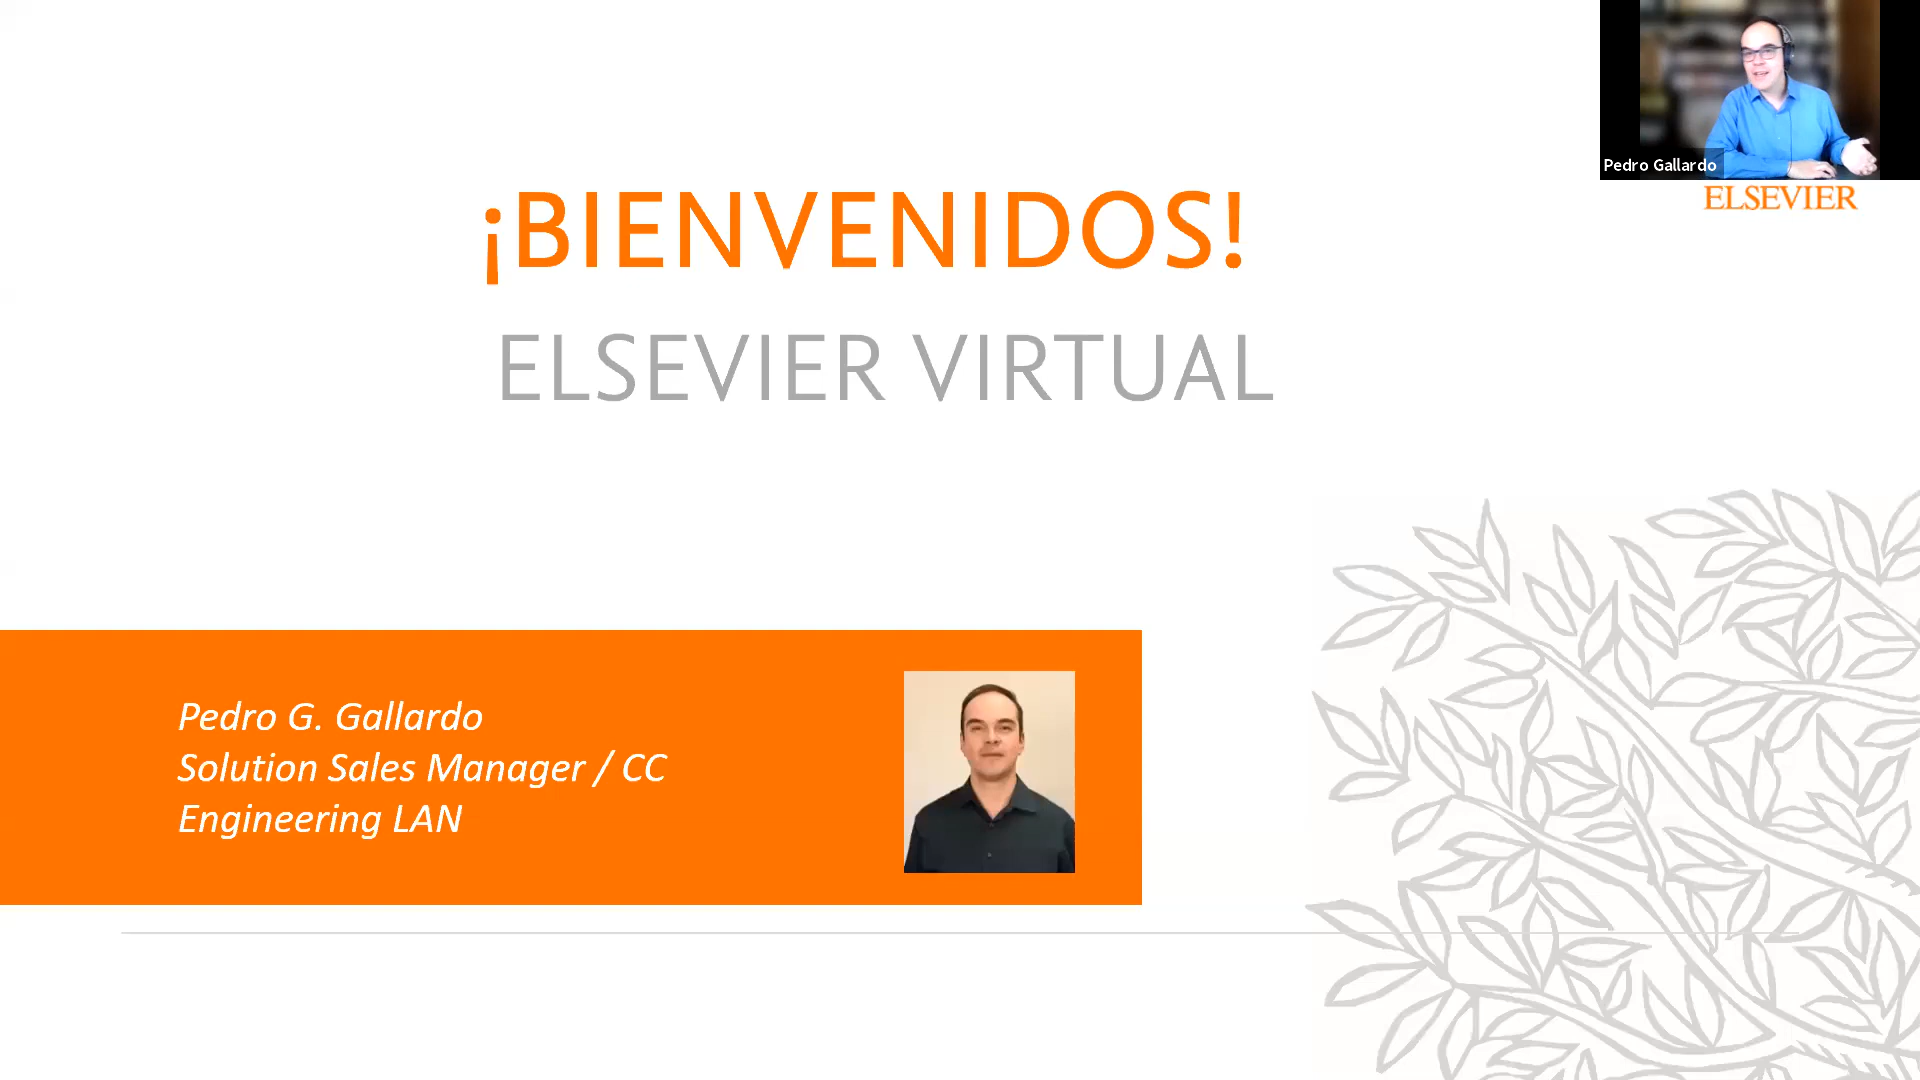 Pedro Gallardo
ELSEVIER
¡BIENVENIDOS!
ELSEVIER VIRTUAL
Pedro G. Gallardo
Solution Sales Manager / CC
Engineering LAN